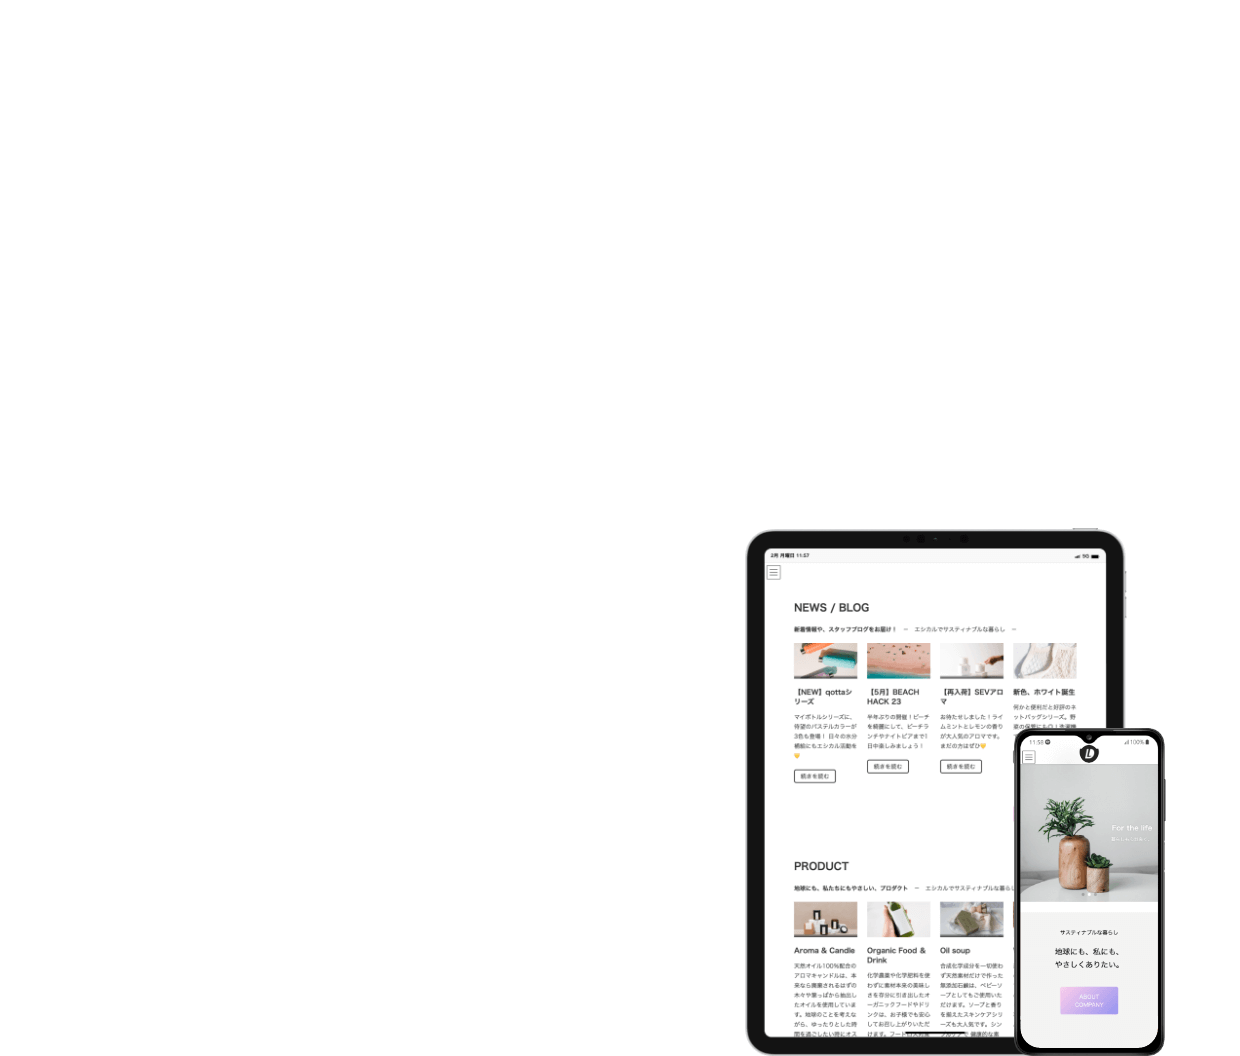 2月 月曜日 11:57
5G
NEWS / BLOG
新着情報や、スタッフブログをお届け！ － エシカルでサスティナブルな暮らし －
【NEW】qottaシ
リーズ
マイボトルシリーズに、
待望のパステルカラーが
3色も登場！ 日々の水分
補給にもエシカル活動を
続きを読む
【5月】BEACH
HACK 23
半年ぶりの開催！ビーチ
を綺麗にして、ビーチラ
ンチやナイトピアまで1
日中楽しみましょう！
続きを読む
【再入荷】SEVアロ
マ
お待たせしました！ライ
ムミントとレモンの香り
が大人気のアロマです。
まだの方はぜひ
続きを読む
新色、ホワイト誕生
何かと便利だと好評のネ
ットバッグシリーズ。野
PRODUCT
地球にも、私たちにもやさしい、プロダクト － エシカルでサスティナブルな暮らし
Aroma & Candle
天然オイル100%配合の
アロマキャンドルは、本
来なら廃棄されるはずの
木々や葉っぱから抽出し
たオイルを使用していま
す。地球のことを考えな
がら、ゆったりとした時
間を過ごしたい時にオス
Organic Food &
Drink
化学農薬や化学肥料を使
わずに素材本来の美味し
さを存分に引き出したオ
ーガニックフードやドリ
ンクは、お子様でも安心
してお召し上がりいただ
Oil soup
合成化学成分を一切使わ
ず天然素材だけで作った
無添加石鹸は、ベビーソ
ープとしてもご使用いた
だけます。ソープと香り
を揃えたスキンケアシリ
ーズも大人気です。シン
11:58
100%
For the life
サスティナブルな暮らし
地球にも、私にも、
やさしくありたい。
ABOUT
COMPANY